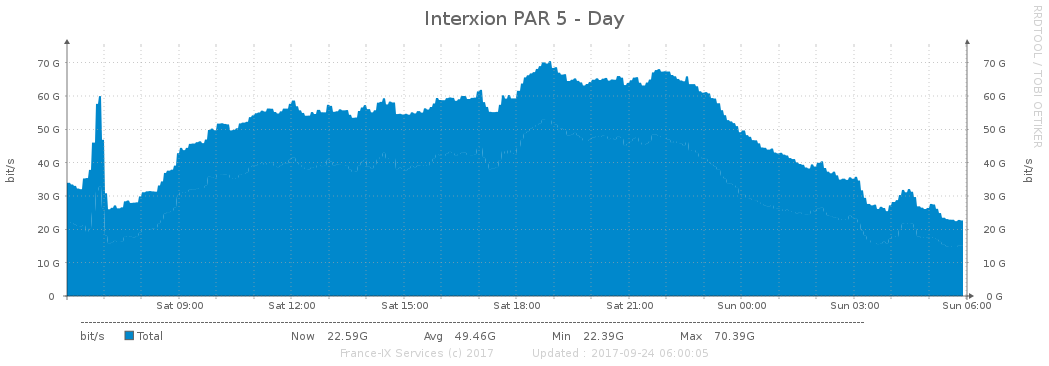 Interxion PAR 5 - Day
RRDTOOL / TOBI OETIKER
bit/s
bit/s
70 G 70 G
60 G 60 G
50 G 50 G
40 G 40 G
30 G 30 G
20 G 20 G
10 G 10 G
0 0 G
Sat 09:00 Sat 12:00 Sat 15:00 Sat 18:00 Sat 21:00 Sun 00:00 Sun 03:00 Sun 06:00
bit/s Total Now 22.59G Avg 49.46G Min 22.39G Max 70.39G
France-IX Services (c) 2017 Updated : 2017-09-24 06:00:05